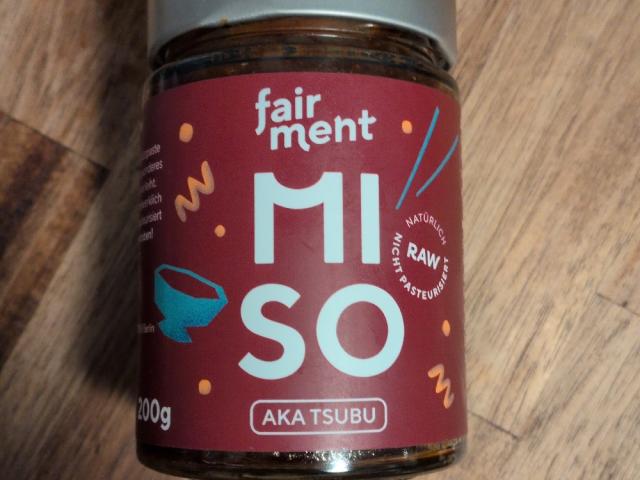 fair
ment
MI
SO
AKA TSUBU
NATÜRLICH
RAW
NICHT PASTEURISIERT
200g